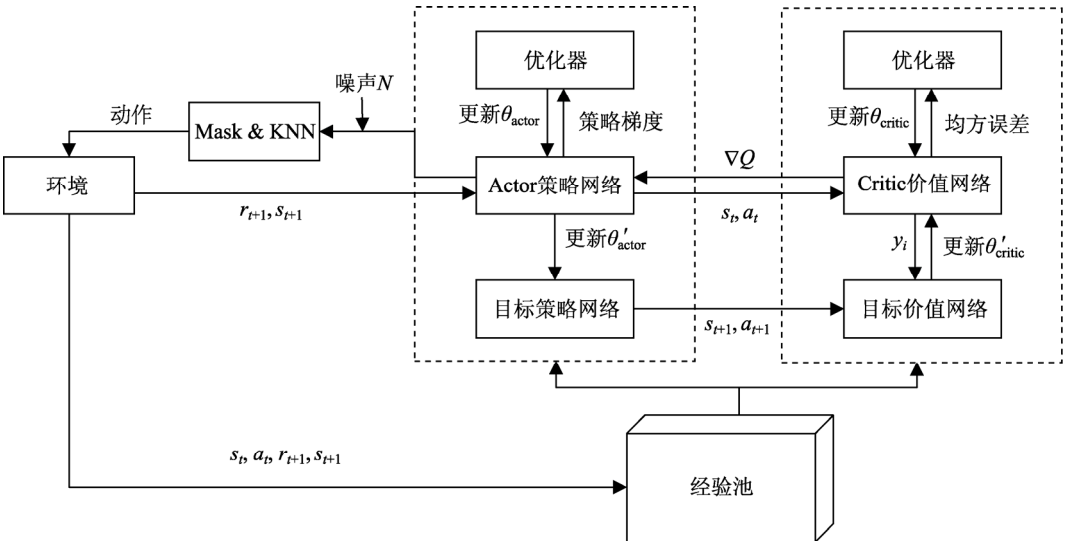 优化器
优化器
噪声N
更新θactor
策略梯度
更新θcritic
均方误差
动作
Mask & KNN
∇Q
环境
Actor策略网络
Critic价值网络
rt+1, st+1
st, at
更新θ′actor
yi
更新θ′critic
目标策略网络
目标价值网络
st+1, at+1
st, at, rt+1, st+1
经验池